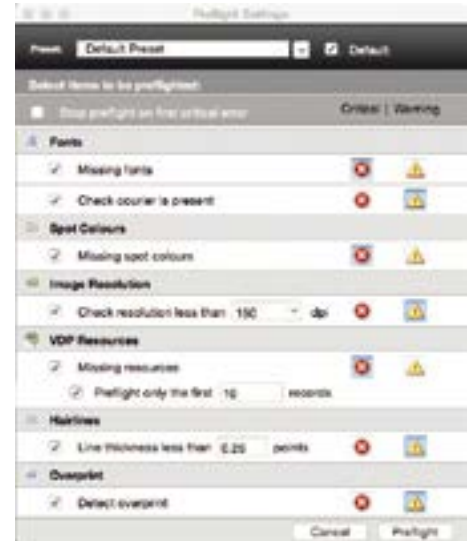 Preflight Settings
Preset: Default Preset Default
Select items to be preflighted:
Stop preflight on first critical error Critical | Warning
Fonts
Missing fonts
Check courier is present
Spot Colours
Missing spot colours
Image Resolution
Check resolution less than 150 dpi
VDP Resources
Missing resources
Preflight only the first 10 records
Hairlines
Line thickness less than 0.25 points
Overprint
Detect overprint
Cancel Preflight